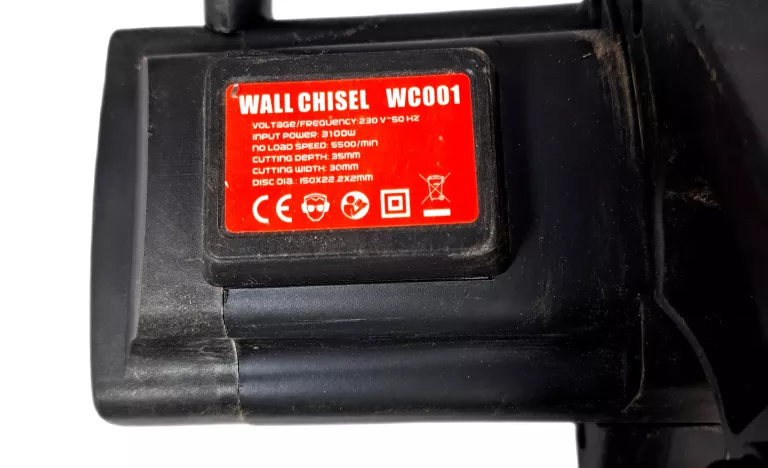 WALL CHISEL WC001
VOLTAGE/FREQUENCY:230 V~50 HZ
INPUT POWER: 3100W
NO LOAD SPEED: 5500/MIN
CUTTING DEPTH: 35MM
CUTTING WIDTH: 30MM
DISC DIA.: 150X22.2X2MM
CE